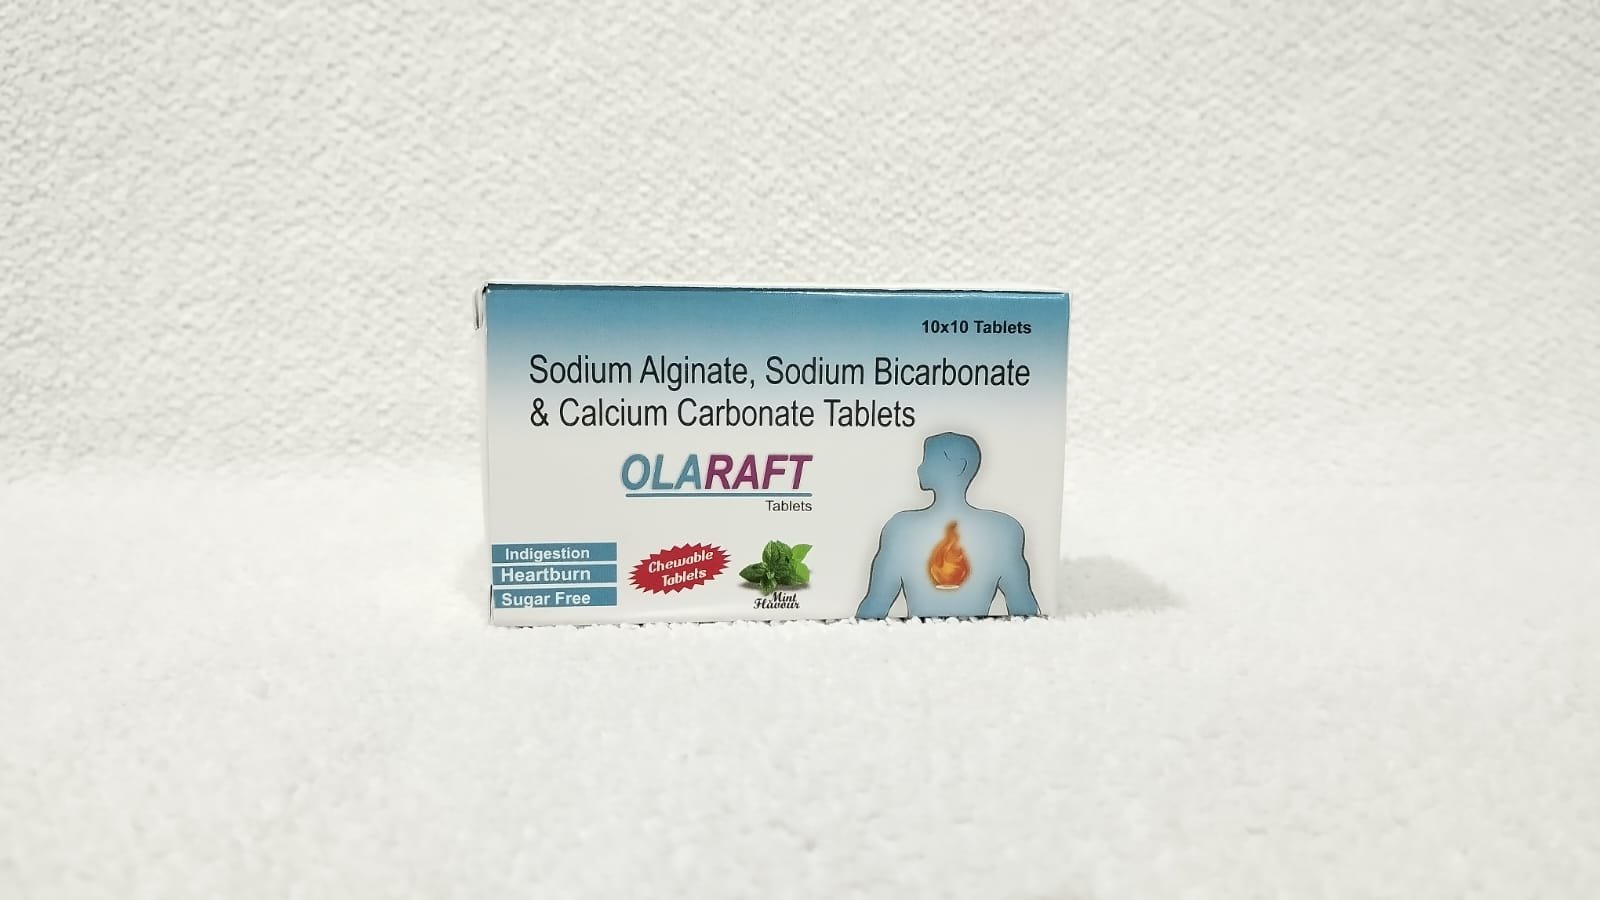 10x10 Tablets
Sodium Alginate, Sodium Bicarbonate
& Calcium Carbonate Tablets
OLARAFT
Tablets
Indigestion
Heartburn
Sugar Free
Chewable
Tablets
Mint
Flavour